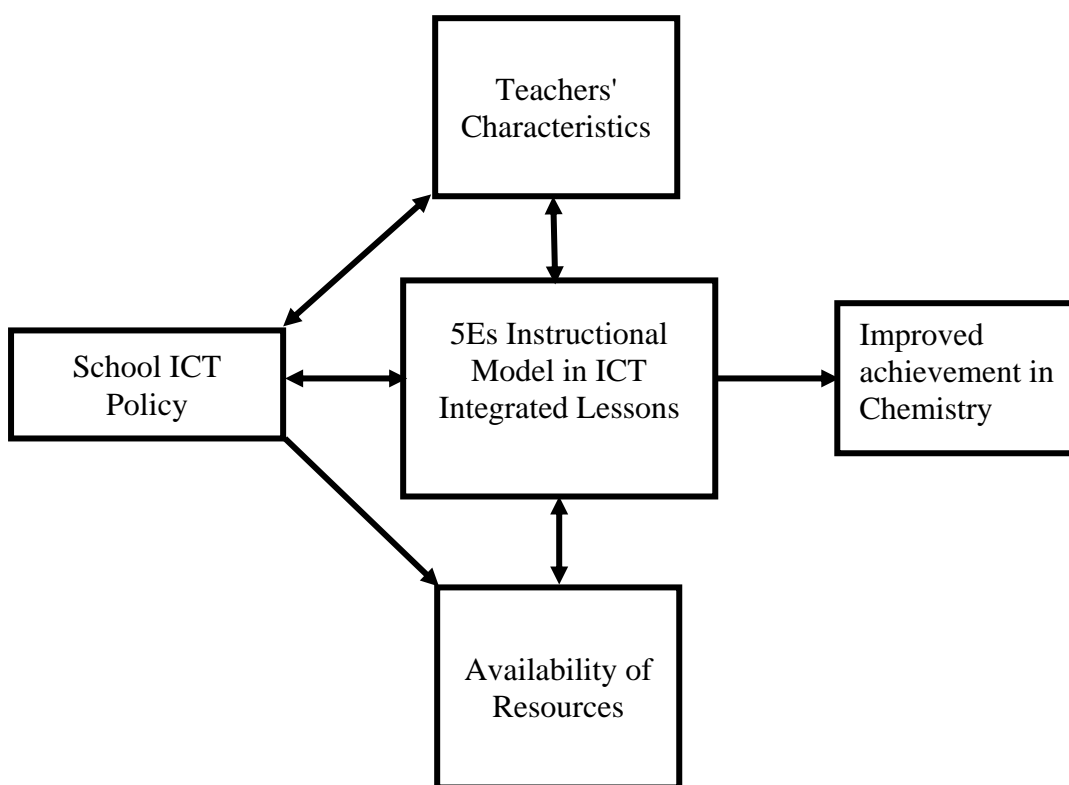 Teachers'
Characteristics
5Es Instructional
Model in ICT
Integrated Lessons
School ICT
Policy
Improved
achievement in
Chemistry
Availability of
Resources